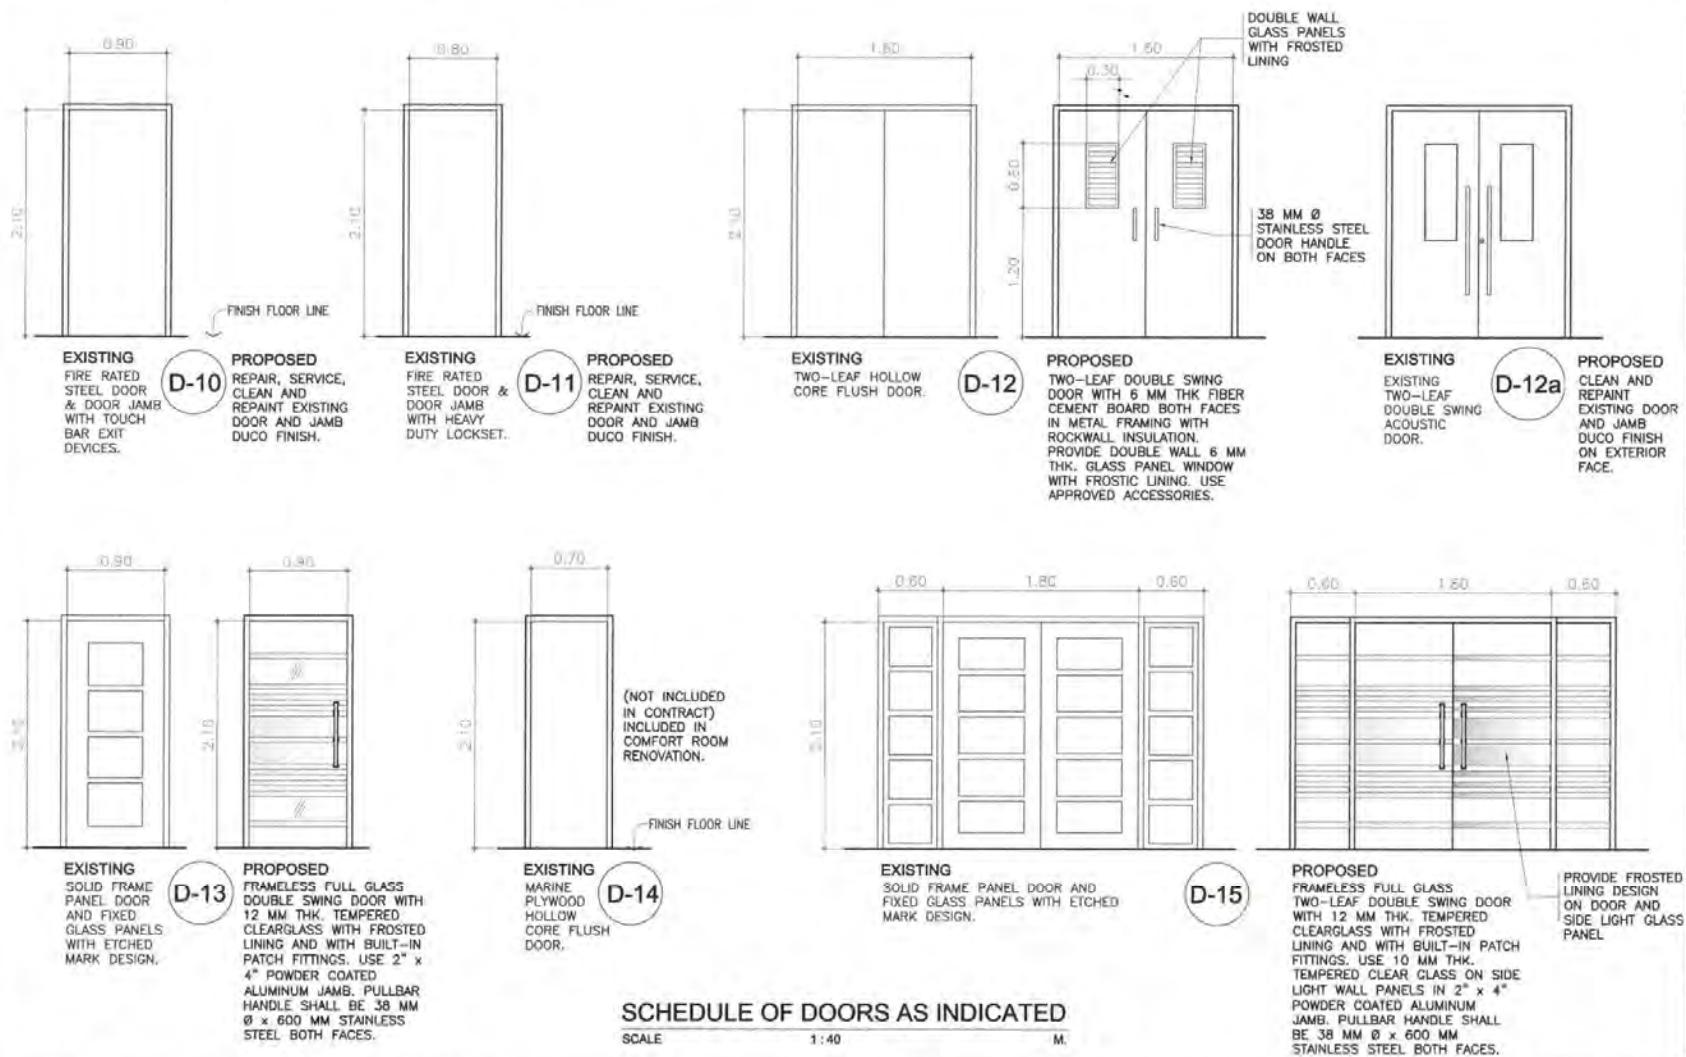 0.90
2.10
FINISH FLOOR LINE
EXISTING
FIRE RATED
STEEL DOOR
& DOOR JAMB
WITH TOUCH
BAR EXIT
DEVICES.
D-10
PROPOSED
REPAIR, SERVICE,
CLEAN AND
REPAINT EXISTING
DOOR AND JAMB
DUCO FINISH.
0.80
2.10
FINISH FLOOR LINE
EXISTING
FIRE RATED
STEEL DOOR &
DOOR JAMB
WITH HEAVY
DUTY LOCKSET.
D-11
PROPOSED
REPAIR, SERVICE,
CLEAN AND
REPAINT EXISTING
DOOR AND JAMB
DUCO FINISH.
2.10
EXISTING
TWO-LEAF HOLLOW
CORE FLUSH DOOR.
D-12
0.30
1.20
DOUBLE WALL
GLASS PANELS
WITH FROSTED
LINING
38 MM Ø
STAINLESS STEEL
DOOR HANDLE
ON BOTH FACES
PROPOSED
TWO-LEAF DOUBLE SWING
DOOR WITH 6 MM THK FIBER
CEMENT BOARD BOTH FACES
IN METAL FRAMING WITH
ROCKWALL INSULATION.
PROVIDE DOUBLE WALL 6 MM
THK. GLASS PANEL WINDOW
WITH FROSTIC LINING. USE
APPROVED ACCESSORIES.
EXISTING
EXISTING
TWO-LEAF
DOUBLE SWING
ACOUSTIC
DOOR.
D-12a
PROPOSED
CLEAN AND
REPAINT
EXISTING DOOR
AND JAMB
DUCO FINISH
ON EXTERIOR
FACE.
0.90
2.10
EXISTING
SOLID FRAME
PANEL DOOR
AND FIXED
GLASS PANELS
WITH ETCHED
MARK DESIGN.
D-13
0.90
2.10
PROPOSED
FRAMELESS FULL GLASS
DOUBLE SWING DOOR WITH
12 MM THK. TEMPERED
CLEARGLASS WITH FROSTED
LINING AND WITH BUILT-IN
PATCH FITTINGS. USE 2" x
4" POWDER COATED
ALUMINUM JAMB. PULLBAR
HANDLE SHALL BE 38 MM
Ø x 600 MM STAINLESS
STEEL BOTH FACES.
0.70
2.10
(NOT INCLUDED
IN CONTRACT)
INCLUDED IN
COMFORT ROOM
RENOVATION.
FINISH FLOOR LINE
EXISTING
MARINE
PLYWOOD
HOLLOW
CORE FLUSH
DOOR.
D-14
0.60
1.80
0.60
2.10
EXISTING
SOLID FRAME PANEL DOOR AND
FIXED GLASS PANELS WITH ETCHED
MARK DESIGN.
D-15
0.60
1.80
0.60
PROPOSED
FRAMELESS FULL GLASS
TWO-LEAF DOUBLE SWING DOOR
WITH 12 MM THK. TEMPERED
CLEARGLASS WITH FROSTED
LINING AND WITH BUILT-IN PATCH
FITTINGS. USE 10 MM THK.
TEMPERED CLEAR GLASS ON SIDE
LIGHT WALL PANELS IN 2" x 4"
POWDER COATED ALUMINUM
JAMB. PULLBAR HANDLE SHALL
BE 38 MM Ø x 600 MM
STAINLESS STEEL BOTH FACES.
PROVIDE FROSTED
LINING DESIGN
ON DOOR AND
SIDE LIGHT GLASS
PANEL
SCHEDULE OF DOORS AS INDICATED
SCALE 1:40 M.